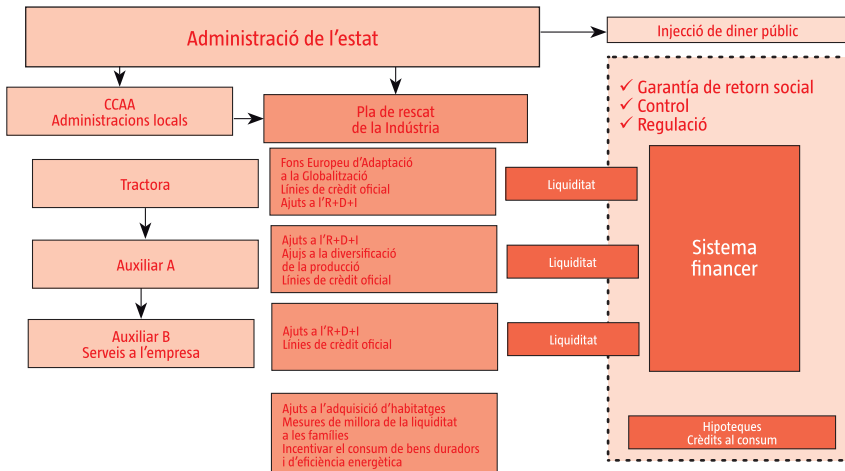 Administració de l'estat
Injecció de diner públic
CCAA
Administracions locals
Pla de rescat
de la Indústria
✓ Garantía de retorn social
✓ Control
✓ Regulació
Tractora
Fons Europeu d'Adaptació
a la Globalització
Línies de crèdit oficial
Ajuts a l'R+D+I
Liquiditat
Sistema
financer
Auxiliar A
Ajuts a l'R+D+I
Ajujs a la diversificació
de la producció
Línies de crèdit oficial
Liquiditat
Auxiliar B
Serveis a l'empresa
Ajuts a l'R+D+I
Línies de crèdit oficial
Liquiditat
Ajuts a l'adquisició d'habitatges
Mesures de millora de la liquiditat
a les famílies
Incentivar el consum de bens duradors
i d'eficiència energètica
Hipoteques
Crèdits al consum